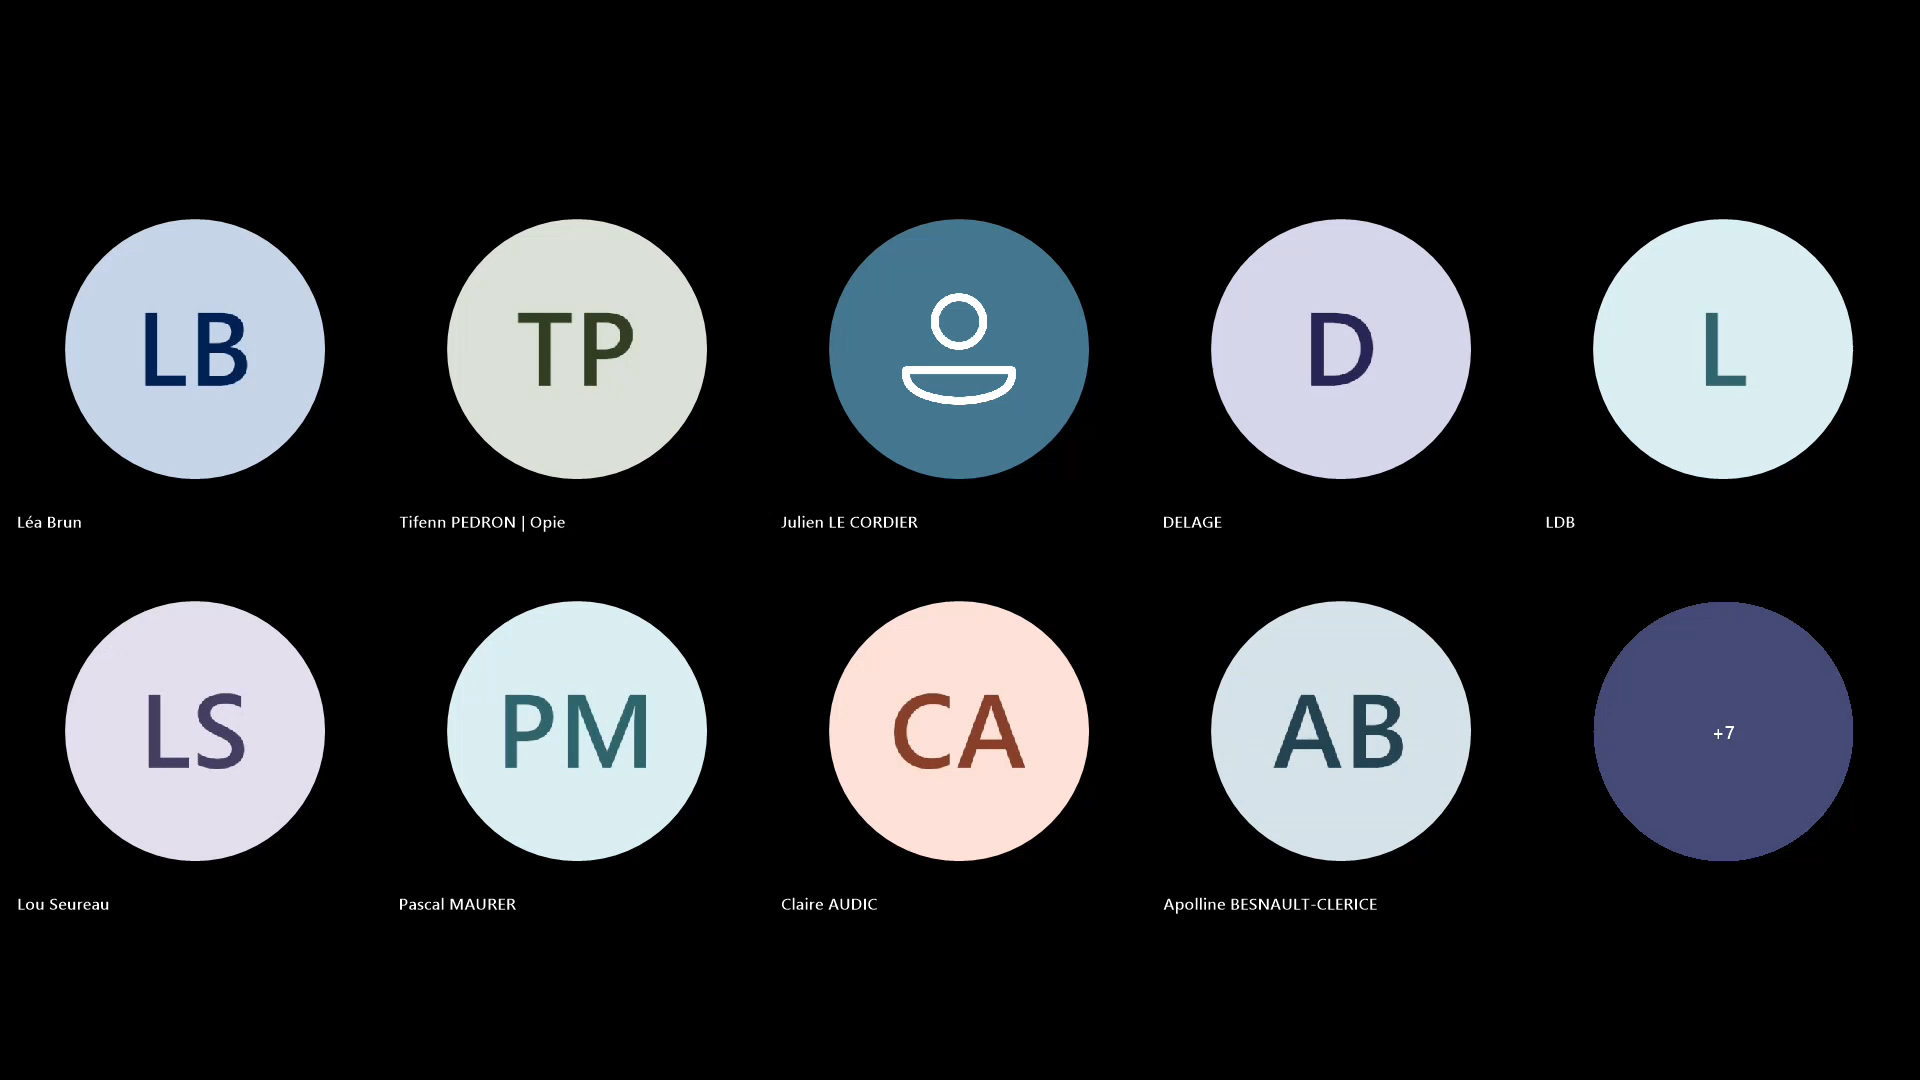 LB
TP
D
L
Léa Brun
Tifenn PEDRON | Opie
Julien LE CORDIER
DELAGE
LDB
LS
PM
CA
AB
+7
Lou Seureau
Pascal MAURER
Claire AUDIC
Apolline BESNAULT-CLERICE